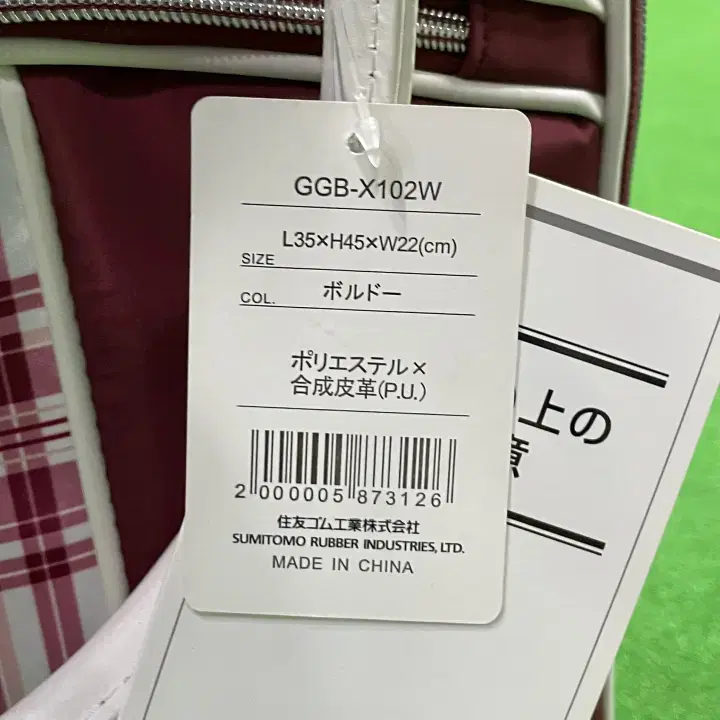 GGB-X102W
SIZE L35×H45×W22(cm)
COL. ボルドー
ポリエステル×
合成皮革(P.U.)
2 000005 873126
住友ゴム工業株式会社
SUMITOMO RUBBER INDUSTRIES, LTD.
MADE IN CHINA
上の